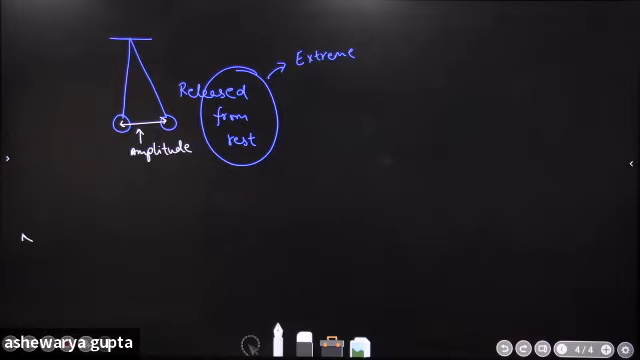 Extreme
Released
from
rest
Amplitude
ashewarya gupta
4/4